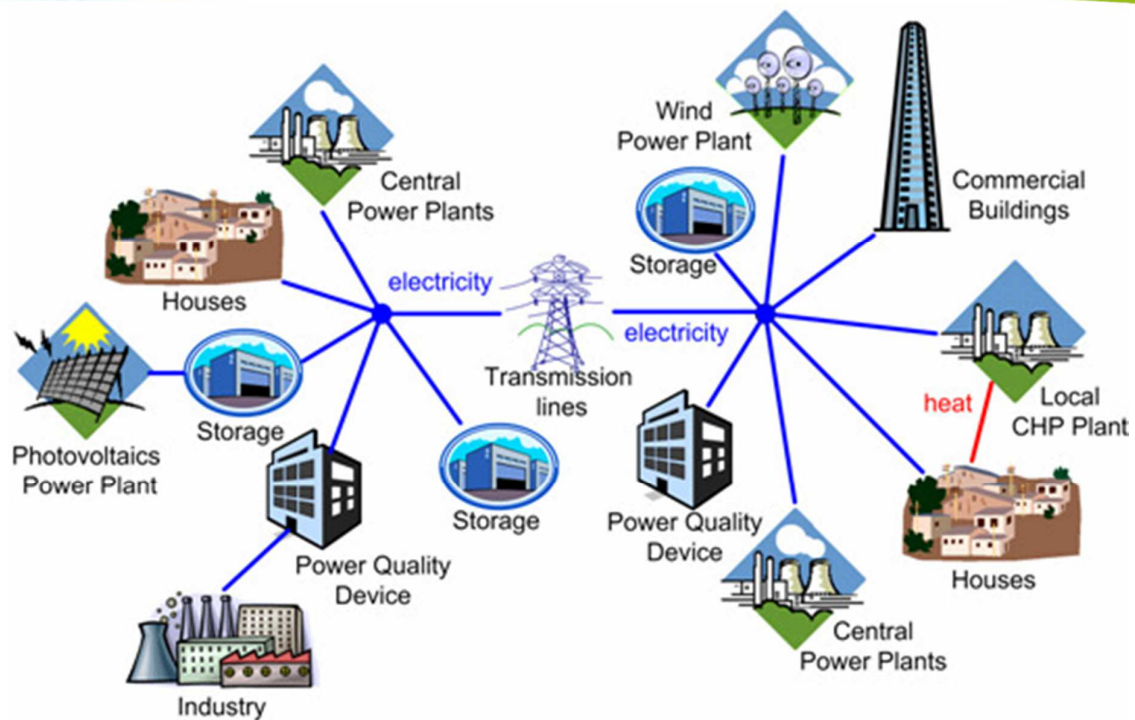 Wind
Power Plant
Central
Power Plants
Commercial
Buildings
Houses
electricity
Storage
electricity
Transmission
lines
Storage
heat
Local
CHP Plant
Photovoltaics
Power Plant
Storage
Power Quality
Device
Power Quality
Device
Houses
Central
Power Plants
Industry